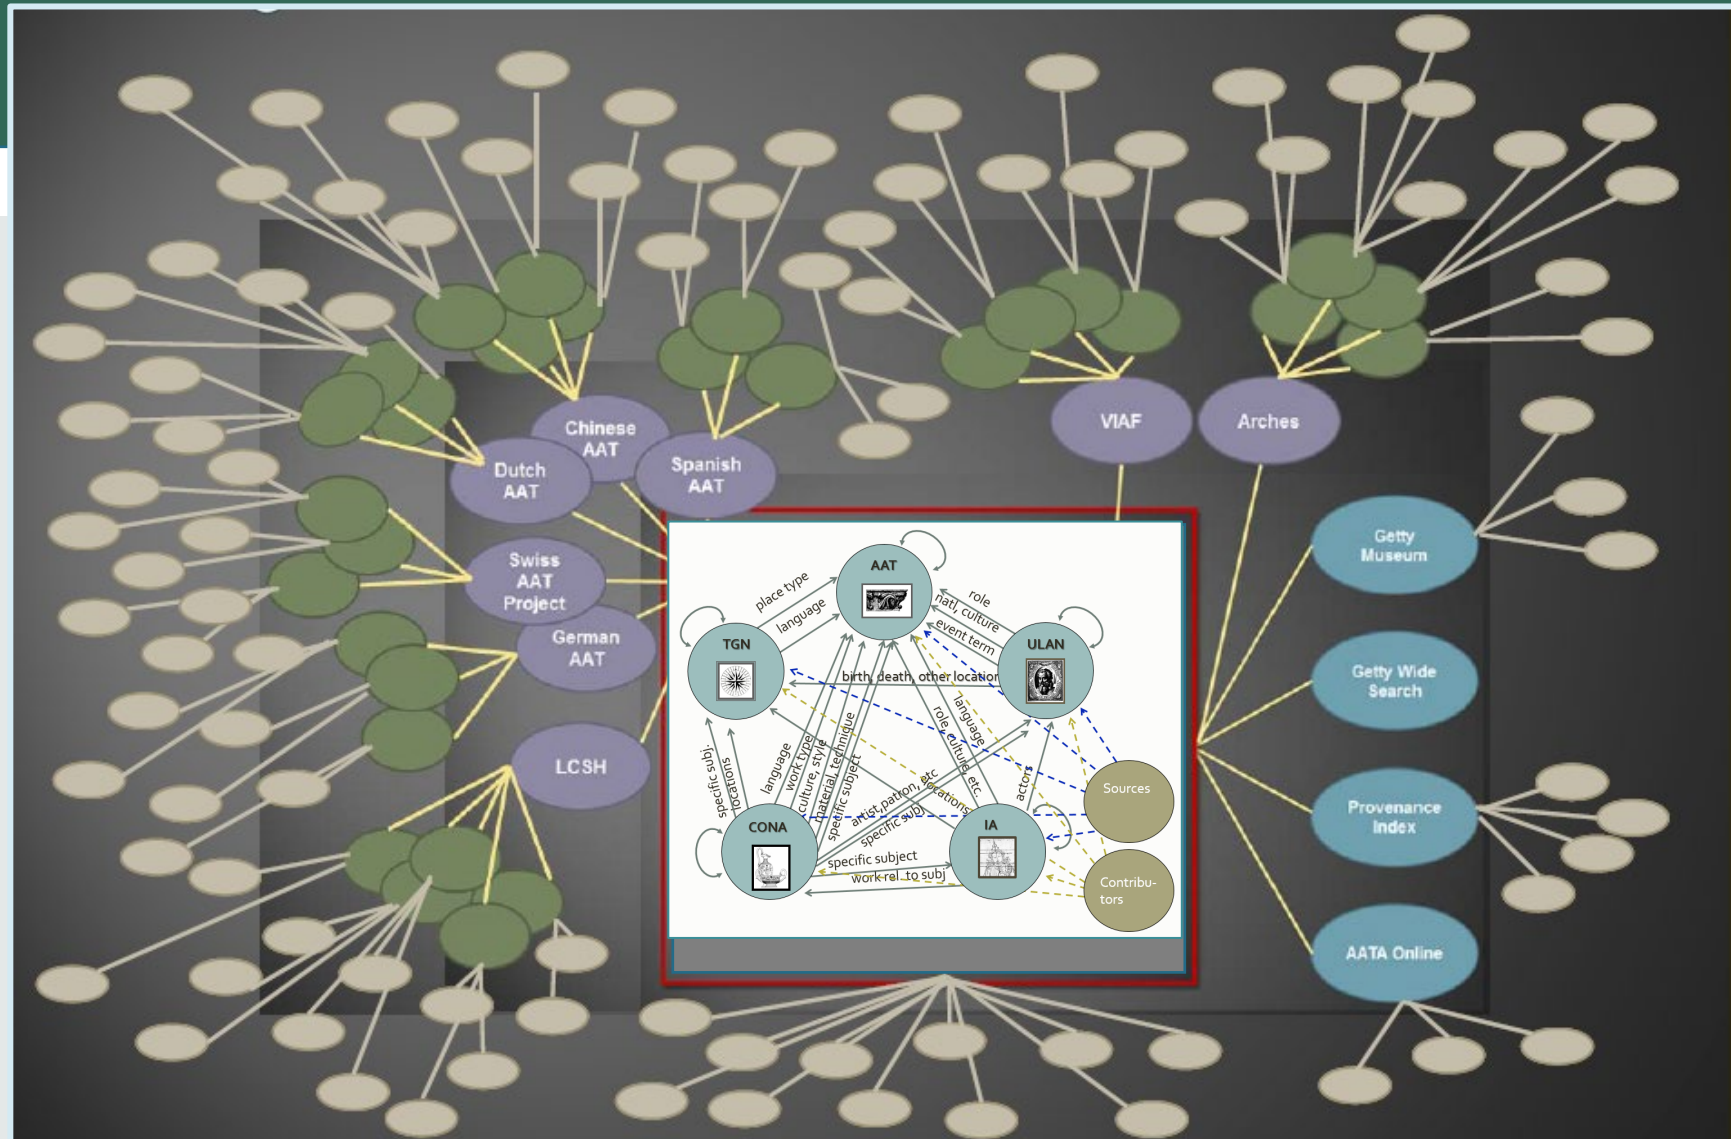 Chinese
AAT
Dutch
AAT
Spanish
AAT
VIAF
Arches
Swiss
AAT
Project
German
AAT
LCSH
Getty
Museum
Getty Wide
Search
Provenance
Index
AATA Online
AAT
place type
language
role
natl, culture
event term
TGN
ULAN
birth, death, other location
language
role, culture, etc.
specific subj.
locations
language
work type
culture, style
material, technique
specific subject
artist, patron, etc
locations
specific subj
actors
Sources
CONA
IA
specific subject
work rel. to subj
Contribu-
tors